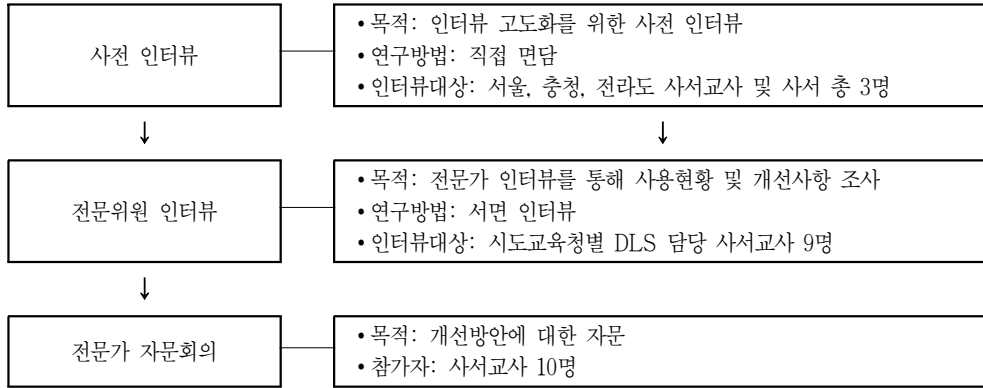 사전 인터뷰
• 목적: 인터뷰 고도화를 위한 사전 인터뷰
• 연구방법: 직접 면담
• 인터뷰대상: 서울, 충청, 전라도 사서교사 및 사서 총 3명
↓ ↓
전문위원 인터뷰
• 목적: 전문가 인터뷰를 통해 사용현황 및 개선사항 조사
• 연구방법: 서면 인터뷰
• 인터뷰대상: 시도교육청별 DLS 담당 사서교사 9명
↓
전문가 자문회의
• 목적: 개선방안에 대한 자문
• 참가자: 사서교사 10명